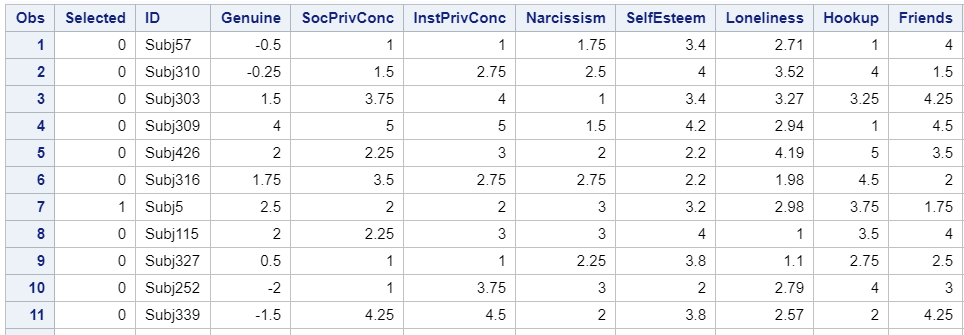 Obs Selected ID Genuine SocPrivConc InstPrivConc Narcissism SelfEsteem Loneliness Hookup Friends
1 0 Subj57 -0.5 1 1 1.75 3.4 2.71 1 4
2 0 Subj310 -0.25 1.5 2.75 2.5 4 3.52 4 1.5
3 0 Subj303 1.5 3.75 4 1 3.4 3.27 3.25 4.25
4 0 Subj309 4 5 5 1.5 4.2 2.94 1 4.5
5 0 Subj426 2 2.25 3 2 2.2 4.19 5 3.5
6 0 Subj316 1.75 3.5 2.75 2.75 2.2 1.98 4.5 2
7 1 Subj5 2.5 2 2 3 3.2 2.98 3.75 1.75
8 0 Subj115 2 2.25 3 3 4 1 3.5 4
9 0 Subj327 0.5 1 1 2.25 3.8 1.1 2.75 2.5
10 0 Subj252 -2 1 3.75 3 2 2.79 4 3
11 0 Subj339 -1.5 4.25 4.5 2 3.8 2.57 2 4.25